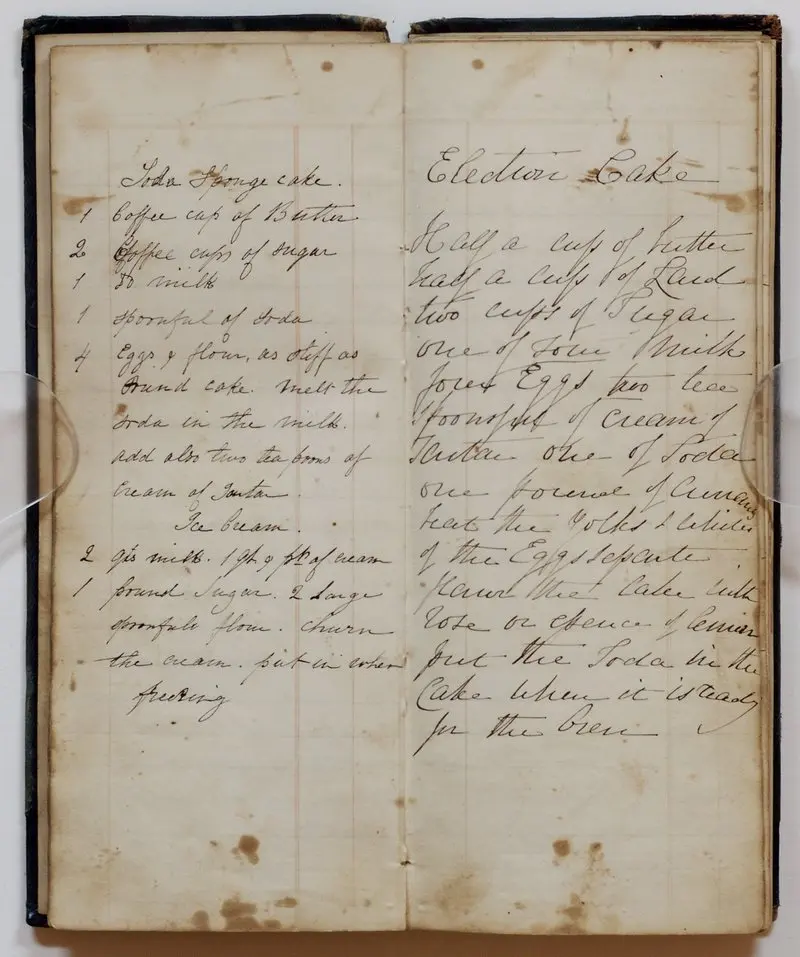 Soda Sponge cake.
1 Coffee cup of Butter
2 Coffee cups of sugar
1 Do milk
1 spoonful of soda
4 Eggs & flour, as stiff as
Pound cake. melt the
soda in the milk.
add also two teaspoons of
Cream of Tartar.
Ice Cream.
2 qts milk. 1 qt & pt of cream
1 pound Sugar. 2 Large
spoonfuls flour. churn
the cream. put in when
freezing
Election Cake
Half a cup of butter
half a cup of Lard
two cups of Sugar
one of sour Milk
four Eggs two tea
Spoonsful of Cream of
Tartar one of Soda
one pound of Currants
beat the Yolks & Whites
of the Eggs separte
flavor the Cake with
Rose or esence of lemon
put the Soda in the
Cake when it is ready
for the Oven